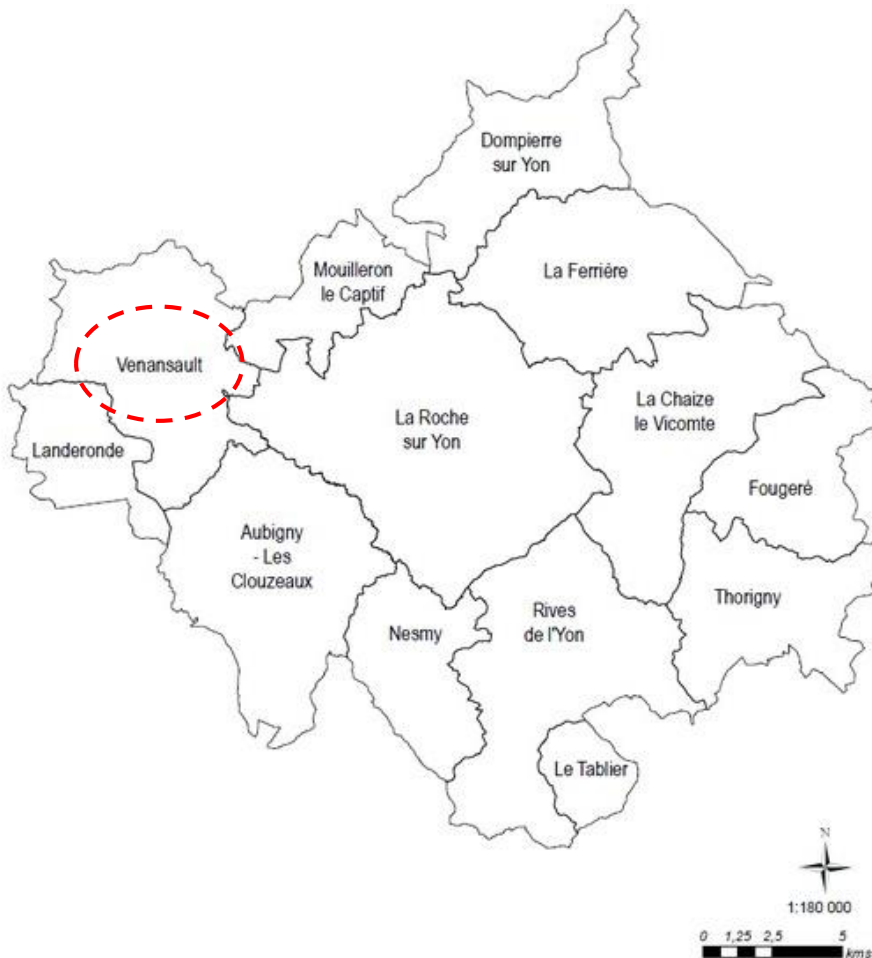 Dompierre
sur Yon
La Ferrière
Mouilleron
le Captif
Venansault
La Roche
sur Yon
La Chaize
le Vicomte
Landeronde
Fougeré
Aubigny
- Les
Clouzeaux
Nesmy
Rives
de l'Yon
Thorigny
Le Tablier
N
1:180 000
0 1,25 2,5 5
kms